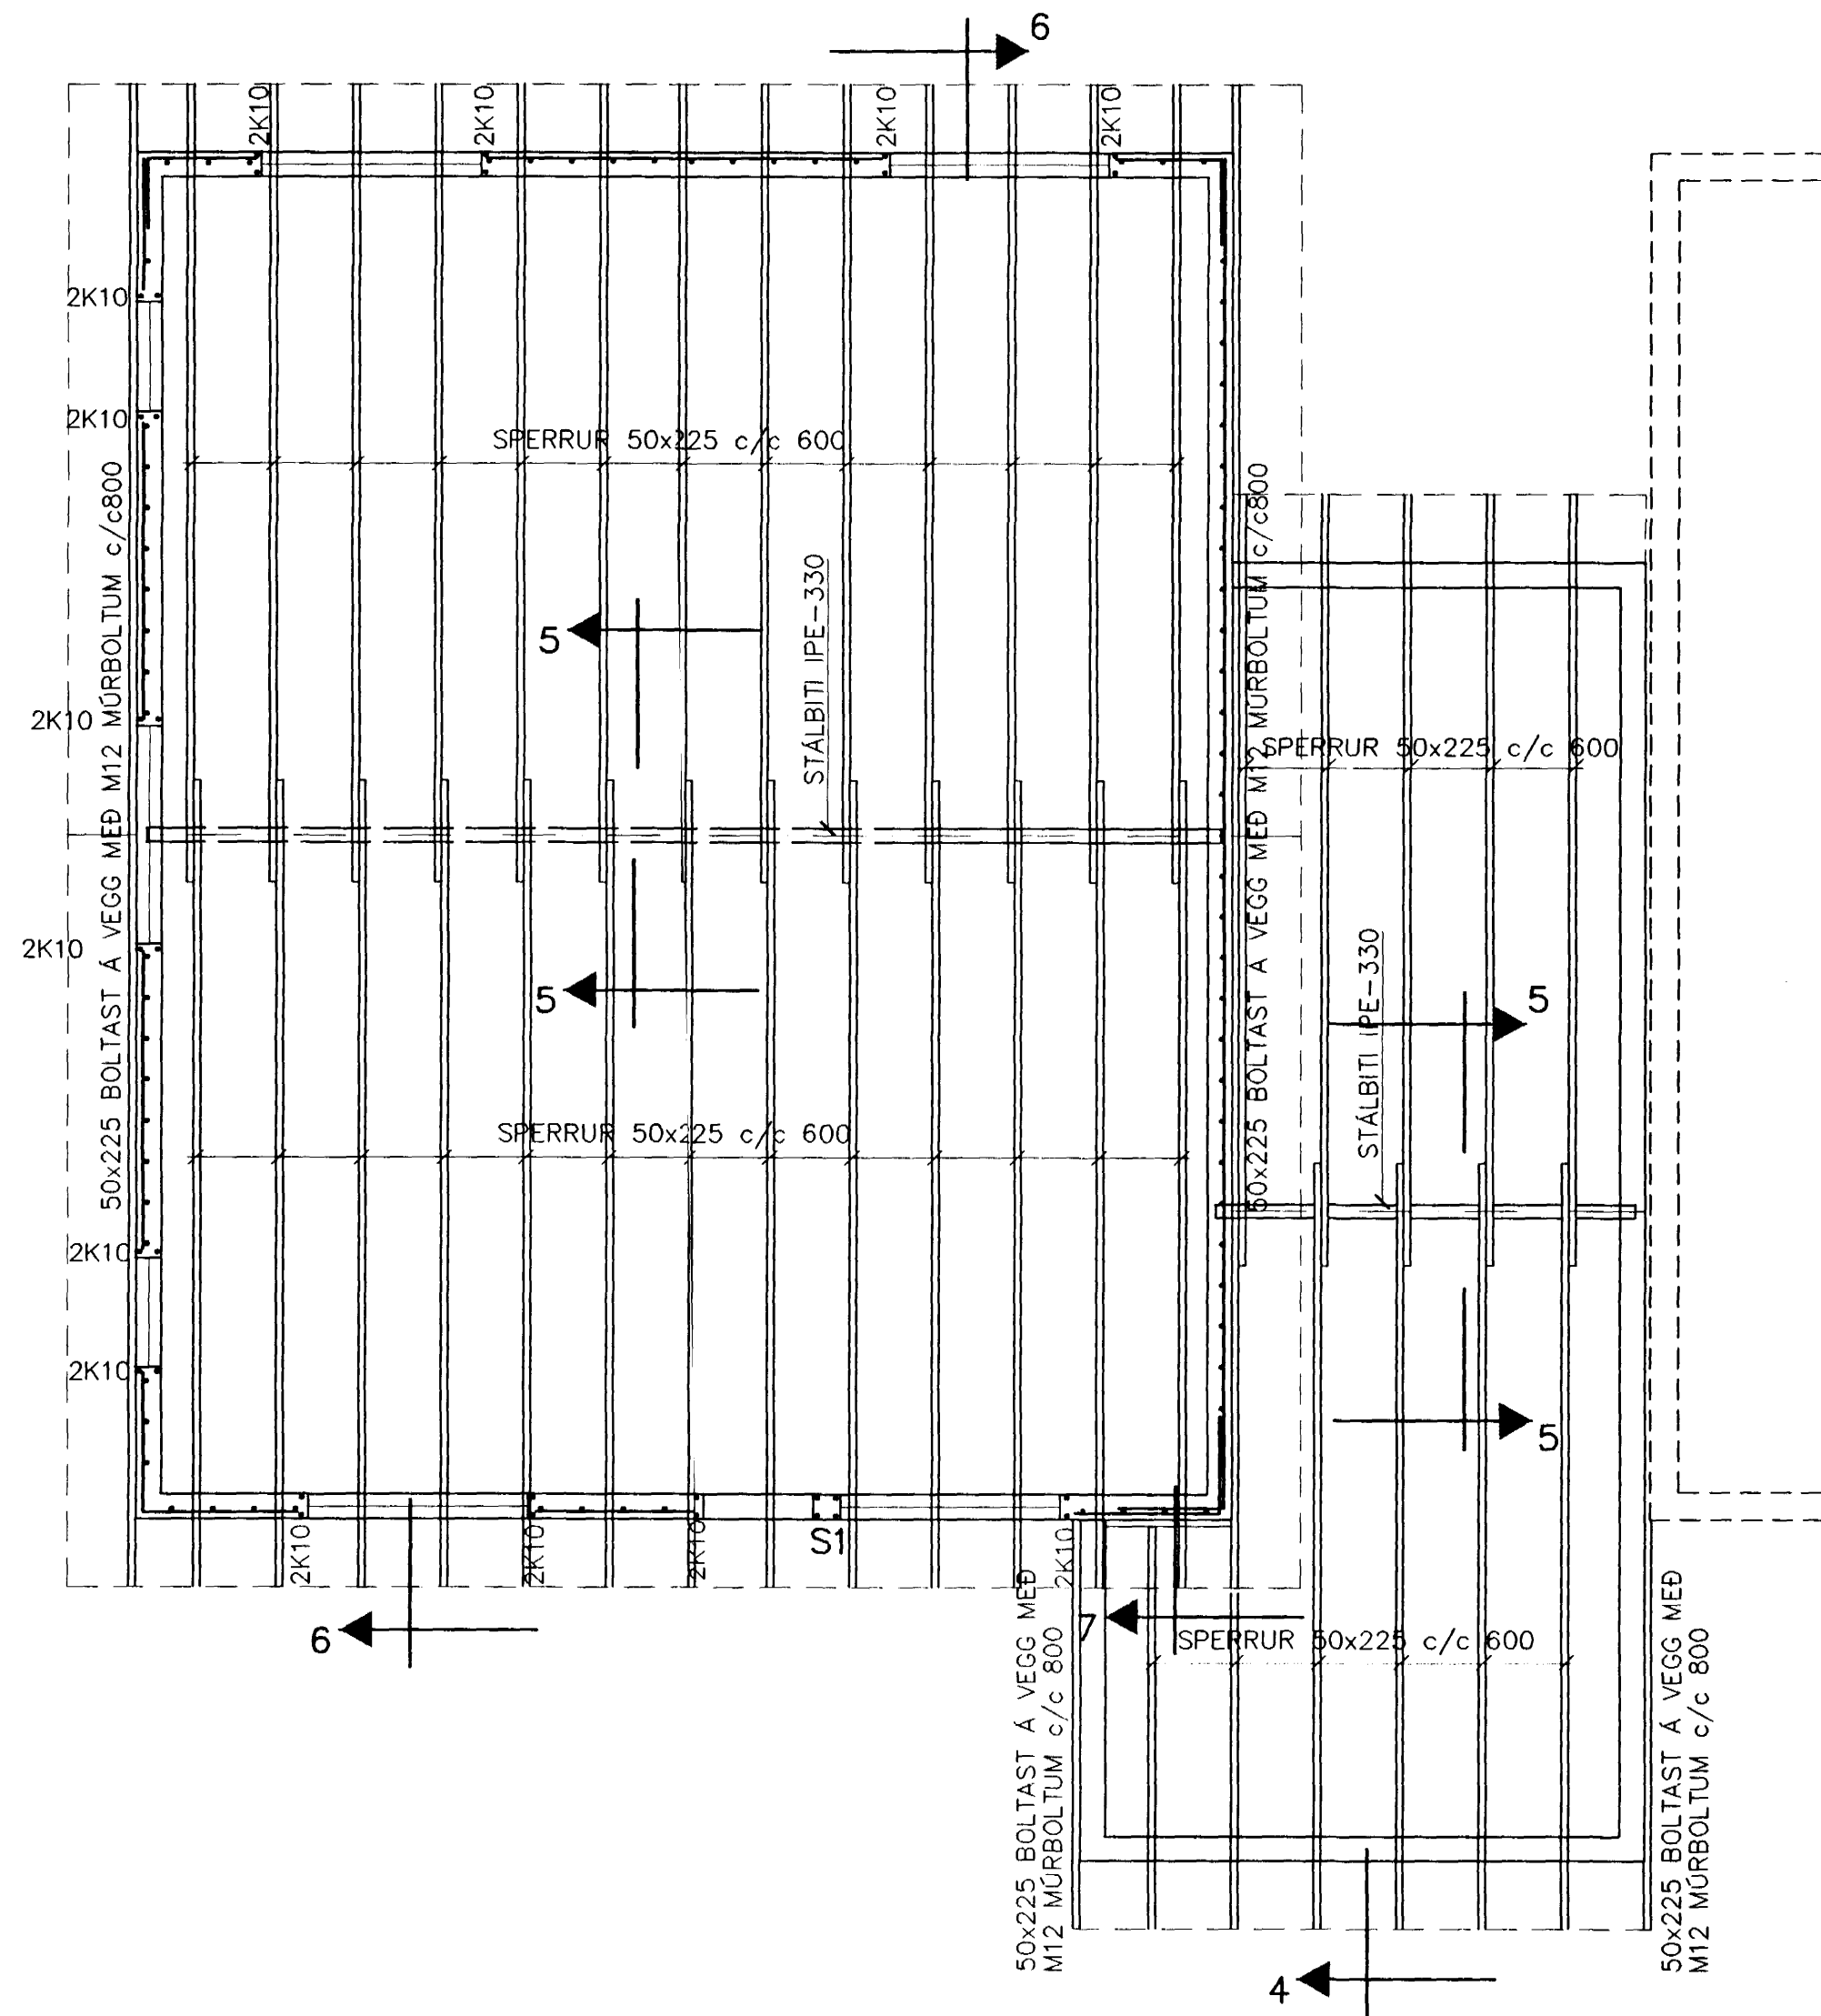 6
2K10
2K10
2K10
2K10
2K10
2K10
SPERRUR 50x225 c/c 600
50x225 BOLTAST Á VEGG MEÐ M12 MÚRBOLTUM c/c800
50x225 BOLTAST Á VEGG MEÐ M12 MÚRBOLTUM c/c800
STÁLBITI IPE-330
5
2K10
SPERRUR 50x225 c/c 600
2K10
5
STÁLBITI IPE-330
5
SPERRUR 50x225 c/c 600
2K10
2K10
5
2K10
2K10
2K10
S1
2K10
6
7
SPERRUR 50x225 c/c 600
50x225 BOLTAST Á VEGG MEÐ
M12 MÚRBOLTUM c/c 800
50x225 BOLTAST Á VEGG MEÐ
M12 MÚRBOLTUM c/c 800
4